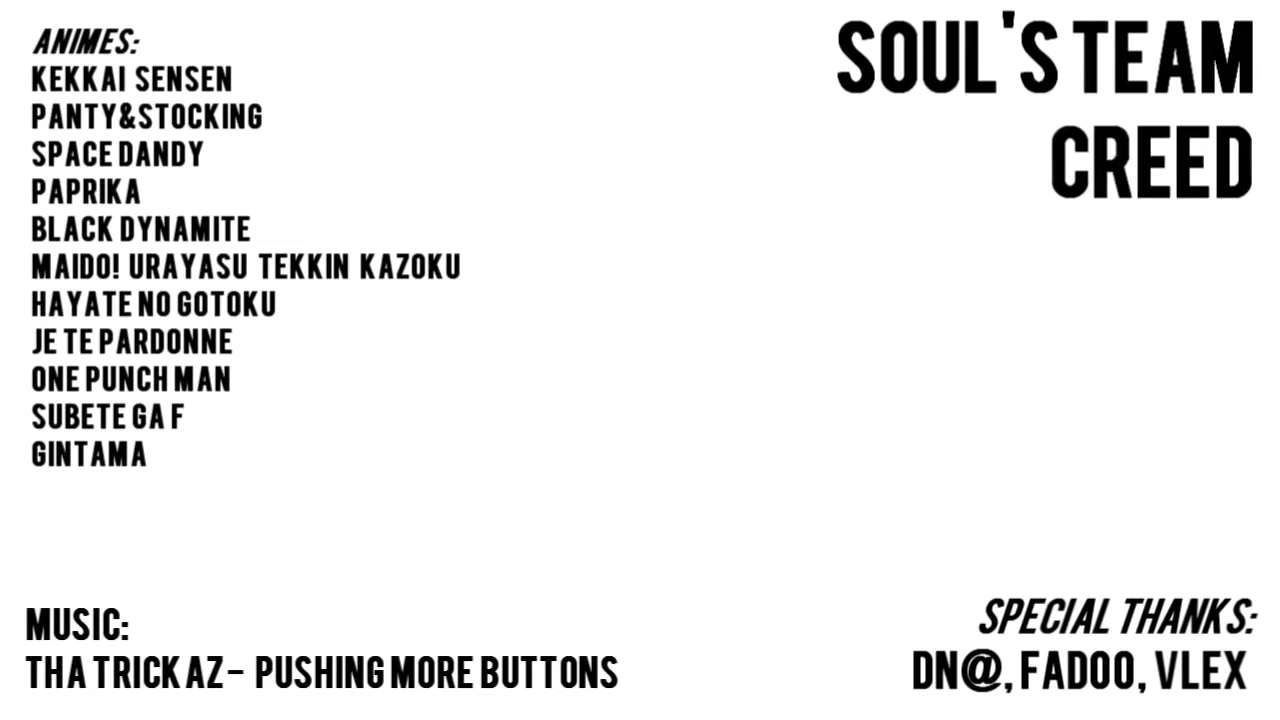 ANIMES:
KEKKAI SENSEN
PANTY&STOCKING
SPACE DANDY
PAPRIKA
BLACK DYNAMITE
MAIDO! URAYASU TEKKIN KAZOKU
HAYATE NO GOTOKU
JE TE PARDONNE
ONE PUNCH MAN
SUBETE GA F
GINTAMA
SOUL'S TEAM
CREED
MUSIC:
THA TRICKAZ - PUSHING MORE BUTTONS
SPECIAL THANKS:
DN@, FADOO, VLEX